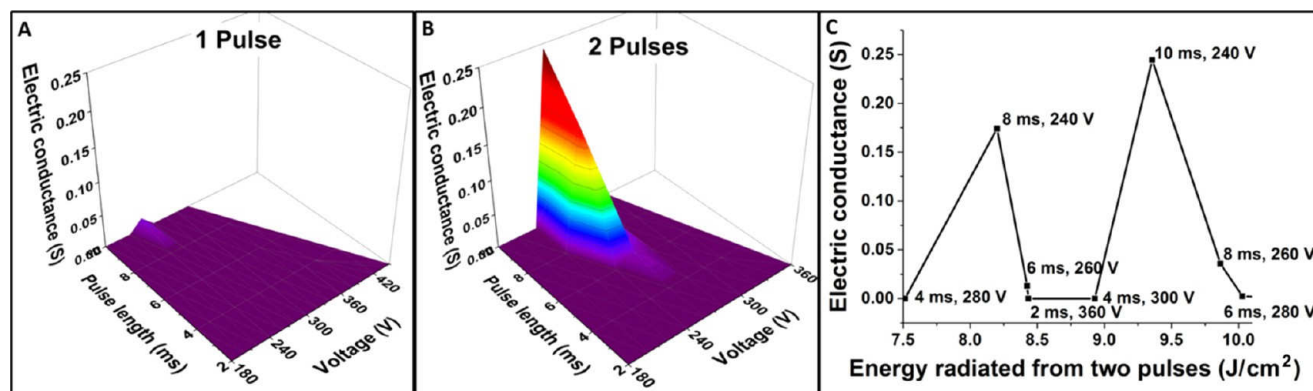 A
1 Pulse
Electric conductance (S)
0.25
0.20
0.15
0.10
0.05
0.00
10
8
6
4
2
Pulse length (ms)
180
240
300
360
420
Voltage (V)
B
2 Pulses
Electric conductance (S)
0.25
0.20
0.15
0.10
0.05
0.00
10
8
6
4
2
Pulse length (ms)
180
240
300
360
Voltage (V)
C
Electric conductance (S)
0.25
0.20
0.15
0.10
0.05
0.00
10 ms, 240 V
8 ms, 240 V
6 ms, 260 V
8 ms, 260 V
4 ms, 280 V
2 ms, 360 V
4 ms, 300 V
6 ms, 280 V
7.5 8.0 8.5 9.0 9.5 10.0
Energy radiated from two pulses (J/cm²)